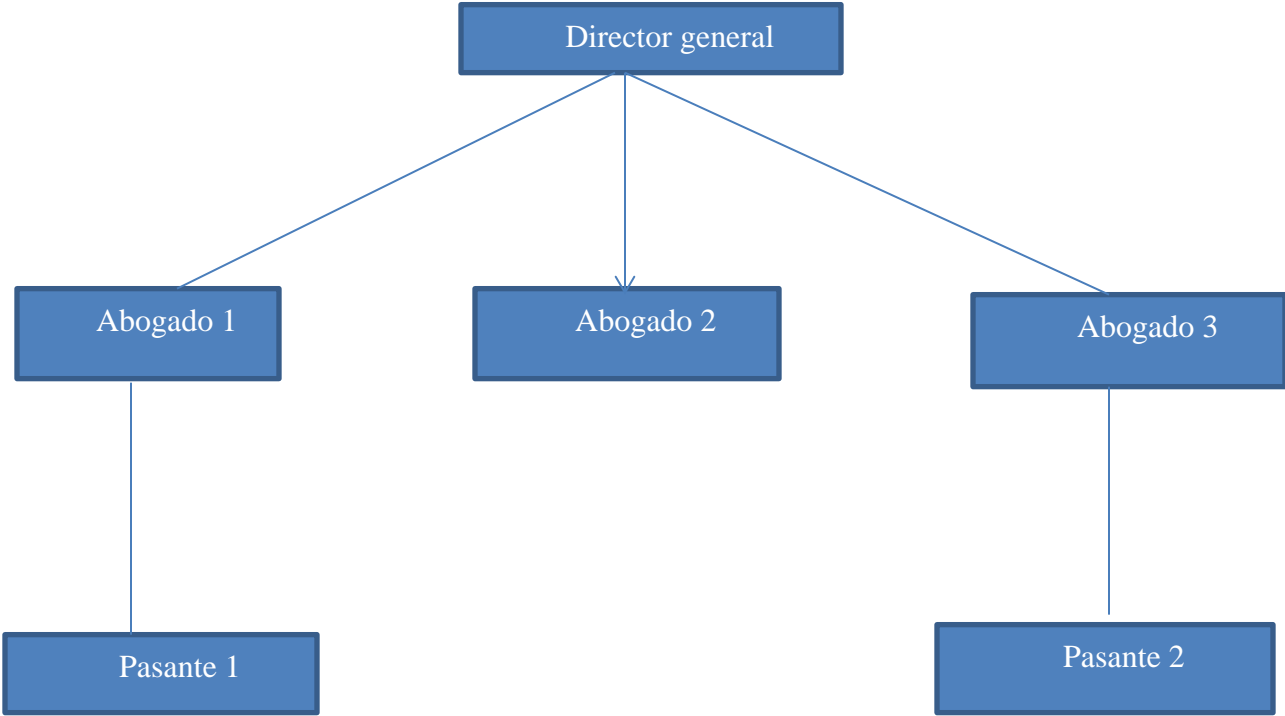 Director general
Abogado 1
Abogado 2
Abogado 3
Pasante 1
Pasante 2